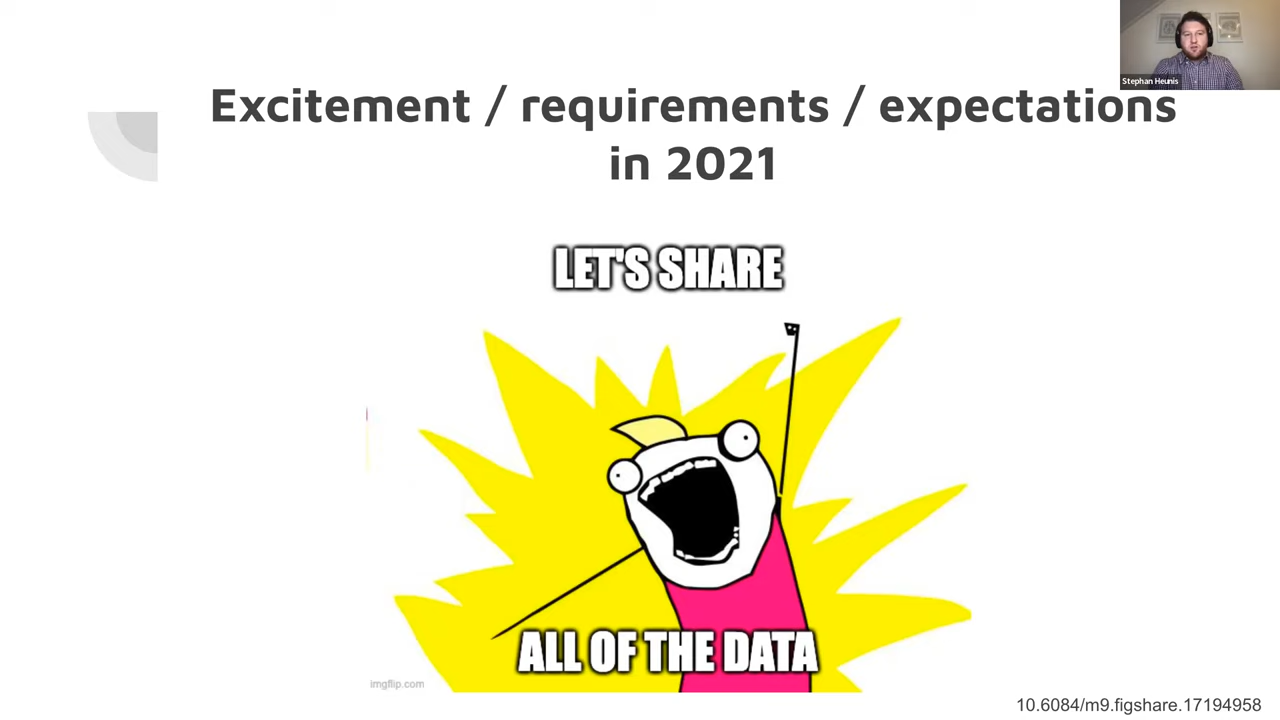 Stephan Heunis
Excitement / requirements / expectations
in 2021
LET'S SHARE
ALL OF THE DATA
imgflip.com
10.6084/m9.figshare.17194958